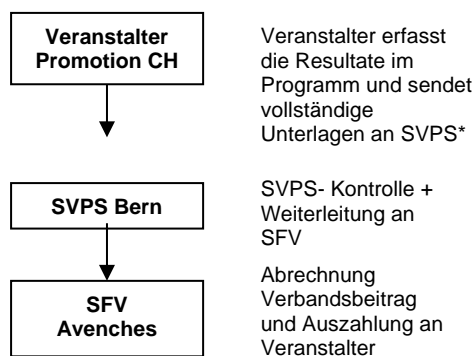 Veranstalter
Promotion CH
Veranstalter erfasst
die Resultate im
Programm und sendet
vollständige
Unterlagen an SVPS*
SVPS Bern
SVPS- Kontrolle +
Weiterleitung an
SFV
SFV
Avenches
Abrechnung
Verbandsbeitrag
und Auszahlung an
Veranstalter